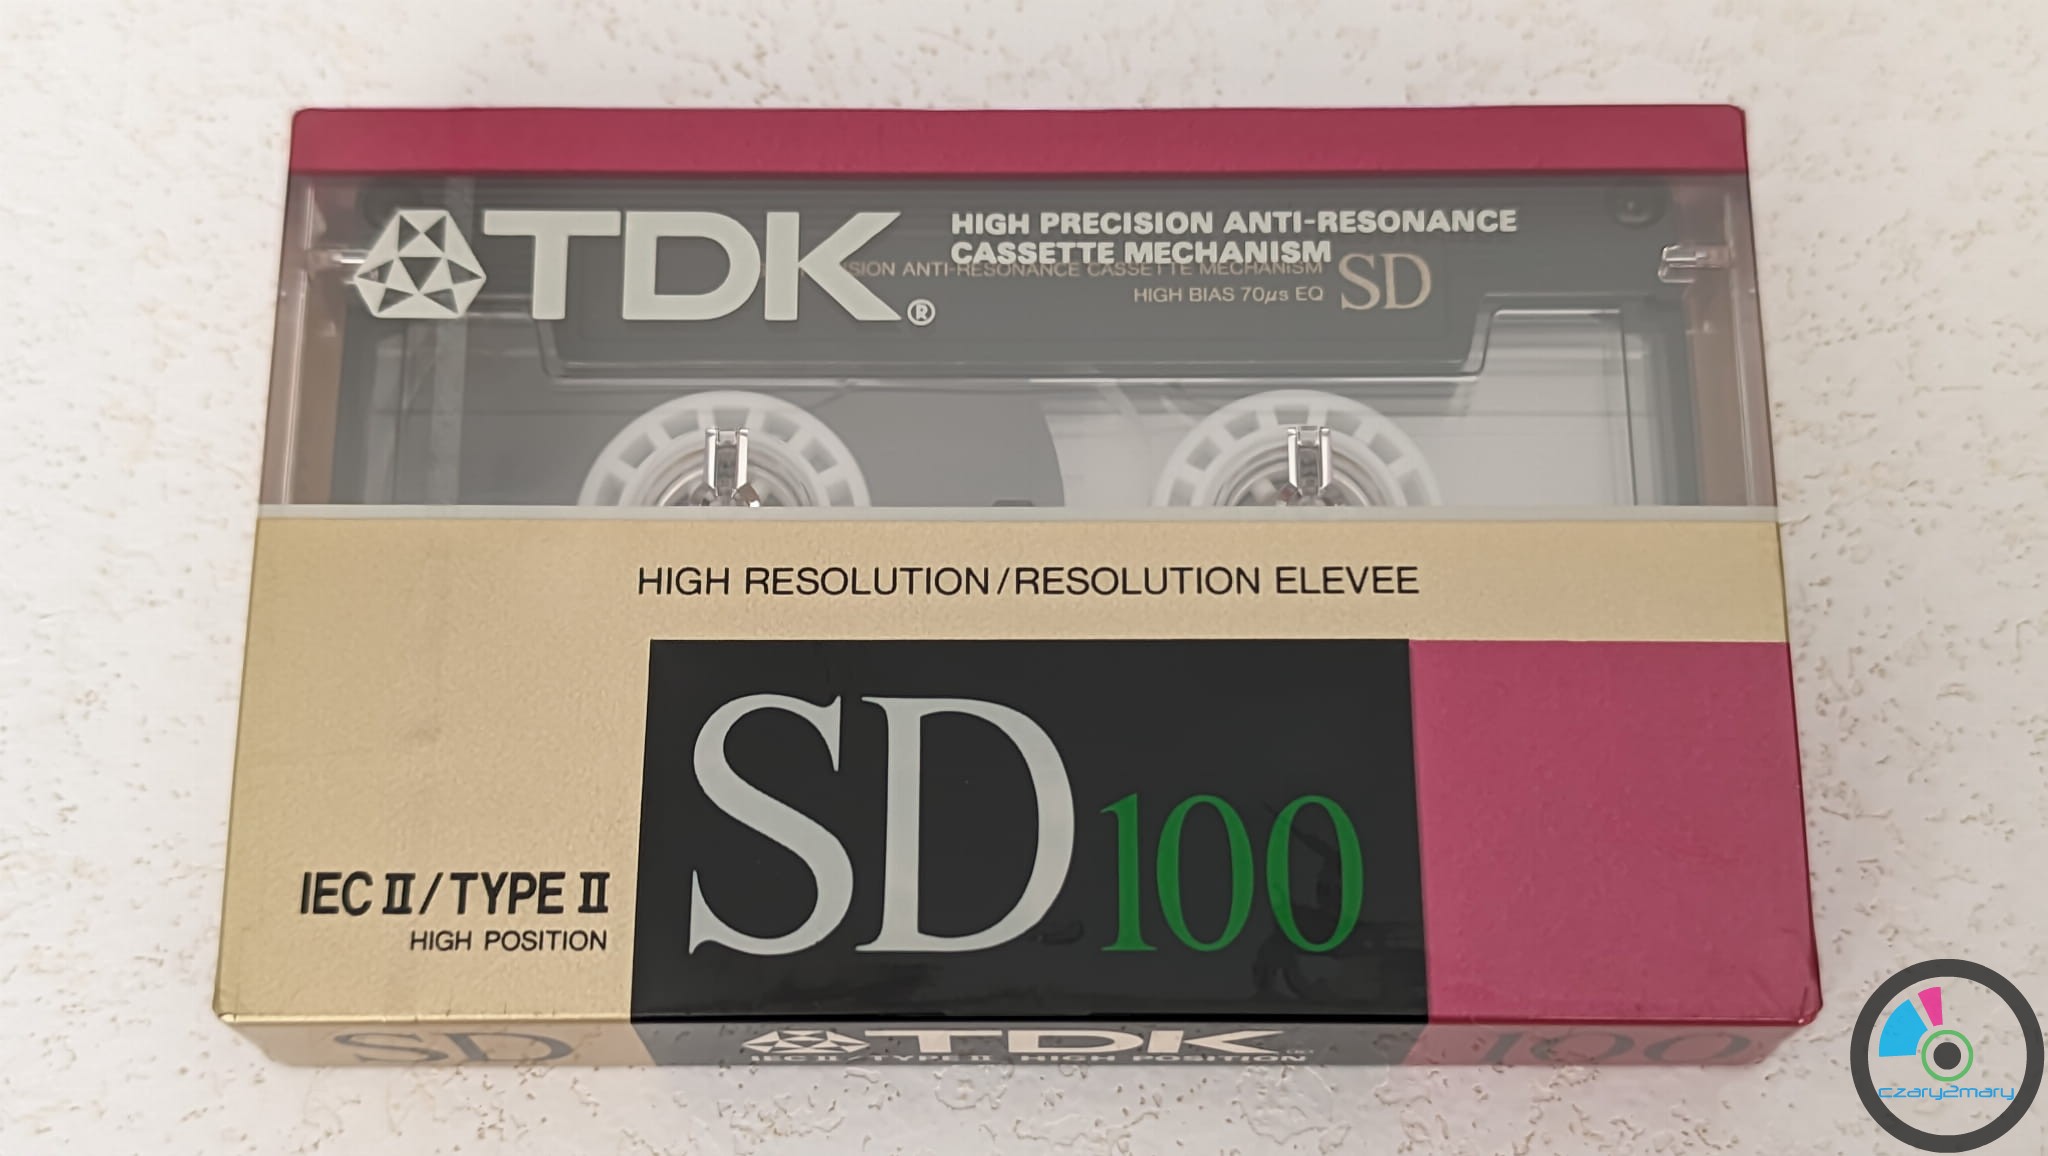 TDK®
HIGH PRECISION ANTI-RESONANCE
CASSETTE MECHANISM
SION ANTI-RESONANCE CASSETTE MECHANISM
HIGH BIAS 70µs EQ SD
HIGH RESOLUTION/RESOLUTION ELEVEE
SD100
IEC II/TYPE II
HIGH POSITION
SD TDK 100
IEC II/TYPE II HIGH POSITION
czary2mary